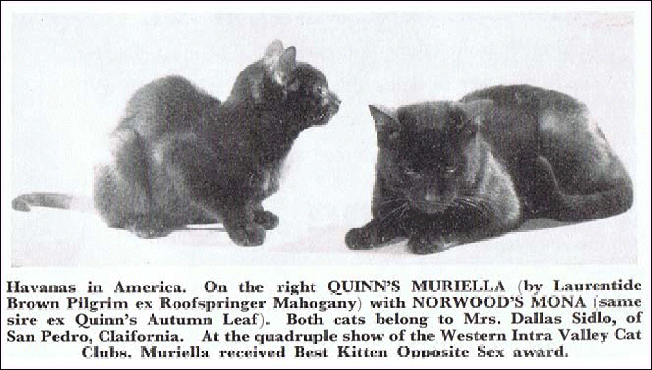 Havanas in America. On the right QUINN'S MURIELLA (by Laurentide
Brown Pilgrim ex Roofspringer Mahogany) with NORWOOD'S MONA (same
sire ex Quinn's Autumn Leaf). Both cats belong to Mrs. Dallas Sidlo, of
San Pedro, Claifornia. At the quadruple show of the Western Intra Valley Cat
Clubs. Muriella received Best Kitten Opposite Sex award.